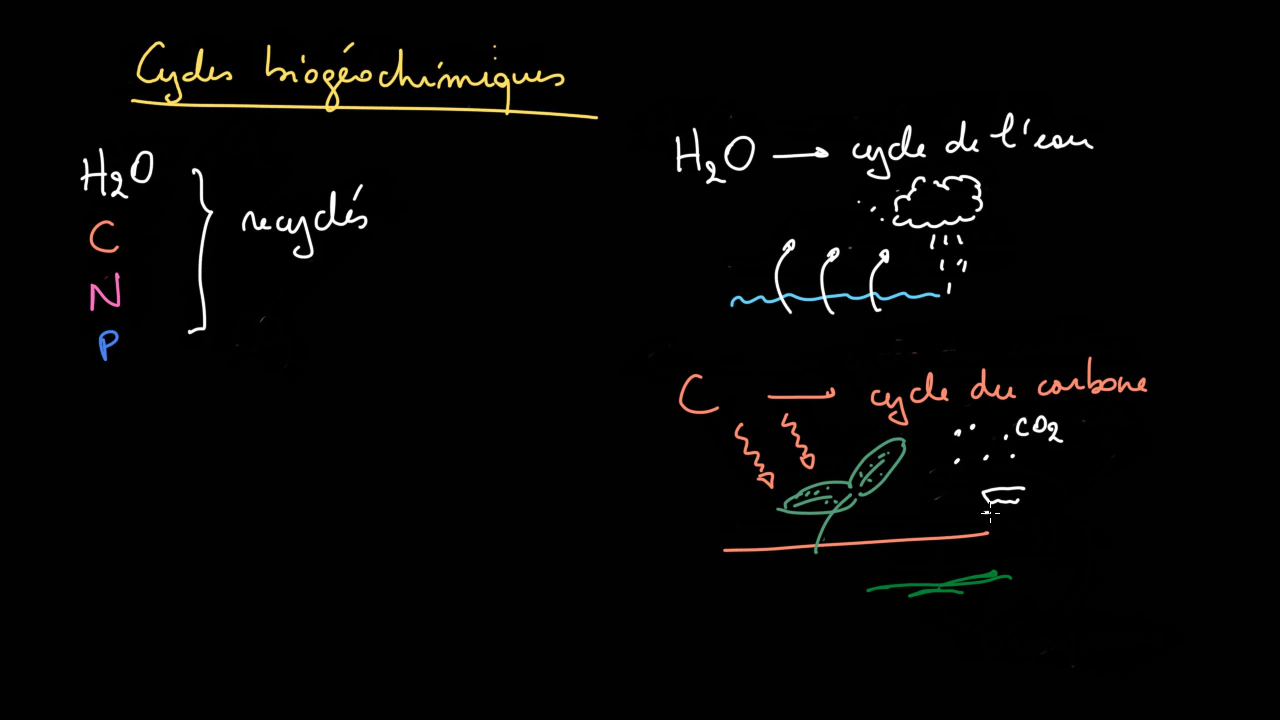 Cycles biogéochimiques
H₂O
C
N
P
recyclés
H₂O → cycle de l'eau
C → cycle du carbone
CO₂